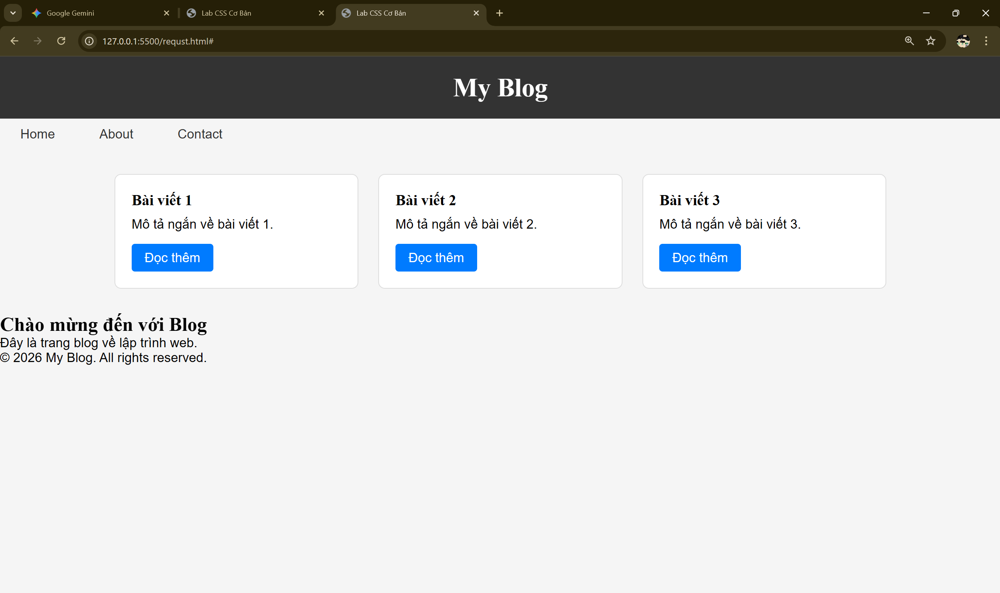 Google Gemini
Lab CSS Cơ Bản
Lab CSS Cơ Bản
127.0.0.1:5500/requst.html#
My Blog
Home About Contact
Bài viết 1
Mô tả ngắn về bài viết 1.
Đọc thêm
Bài viết 2
Mô tả ngắn về bài viết 2.
Đọc thêm
Bài viết 3
Mô tả ngắn về bài viết 3.
Đọc thêm
Chào mừng đến với Blog
Đây là trang blog về lập trình web.
© 2026 My Blog. All rights reserved.